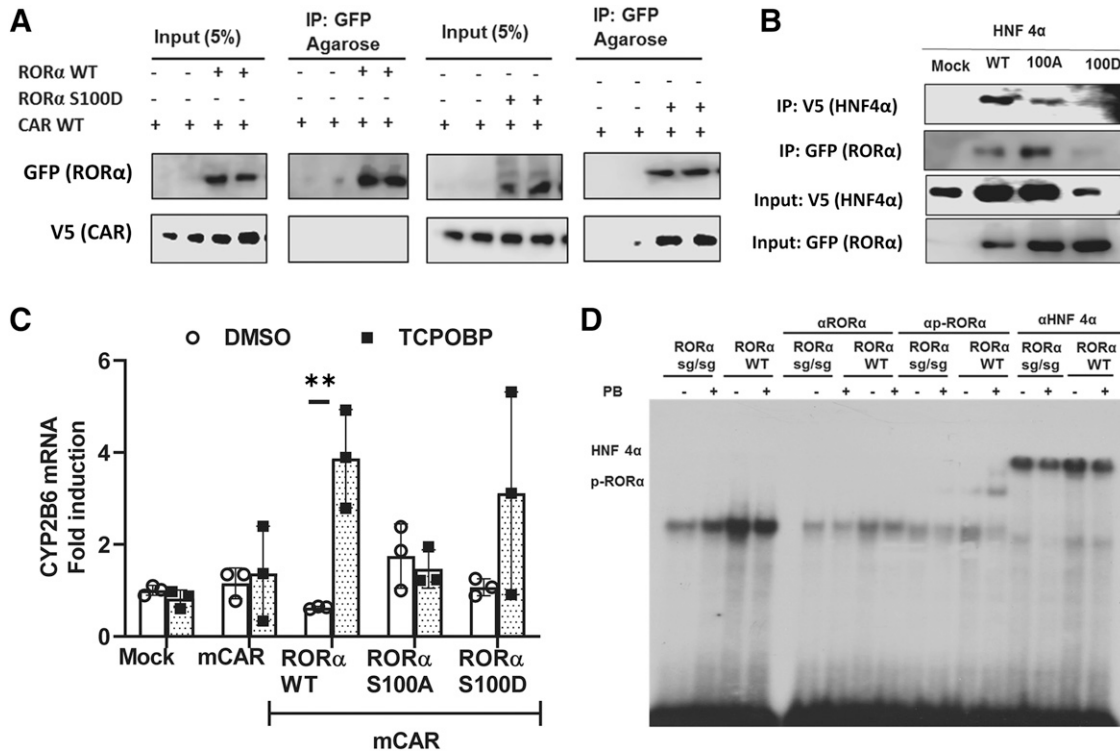 A
Input (5%)
IP: GFP
Agarose
Input (5%)
IP: GFP
Agarose
RORα WT
- - + +
- - + +
- - - -
- - - -
RORα S100D
- - - -
- - - -
- - + +
- - + +
CAR WT
+ + + +
+ + + +
+ + + +
+ + + +
GFP (RORα)
V5 (CAR)
B
HNF 4α
Mock WT 100A 100D
IP: V5 (HNF4α)
IP: GFP (RORα)
Input: V5 (HNF4α)
Input: GFP (RORα)
C
DMSO
TCPOBP
CYP2B6 mRNA
Fold induction
6
4
2
0
**
Mock
mCAR
RORα
WT
RORα
S100A
RORα
S100D
mCAR
D
αRORα
αp-RORα
αHNF 4α
RORα
sg/sg
RORα
WT
RORα
sg/sg
RORα
WT
RORα
sg/sg
RORα
WT
RORα
sg/sg
RORα
WT
PB
- + - + - + - + - + - + - + - +
HNF 4α
p-RORα